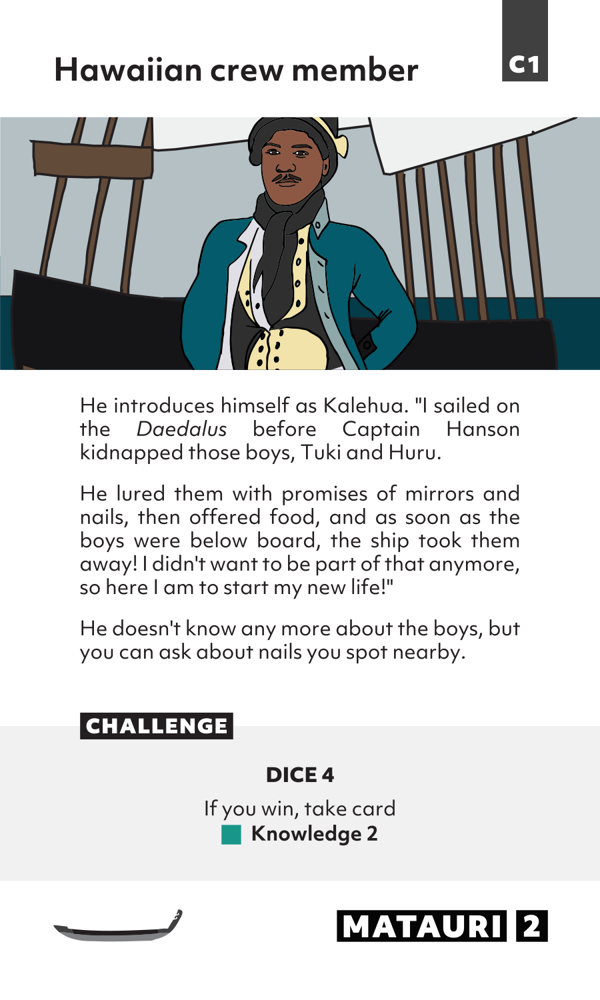 Hawaiian crew member
C1
He introduces himself as Kalehua. "I sailed on
the Daedalus before Captain Hanson
kidnapped those boys, Tuki and Huru.
He lured them with promises of mirrors and
nails, then offered food, and as soon as the
boys were below board, the ship took them
away! I didn't want to be part of that anymore,
so here I am to start my new life!"
He doesn't know any more about the boys, but
you can ask about nails you spot nearby.
CHALLENGE
DICE 4
If you win, take card
Knowledge 2
MATAURI 2